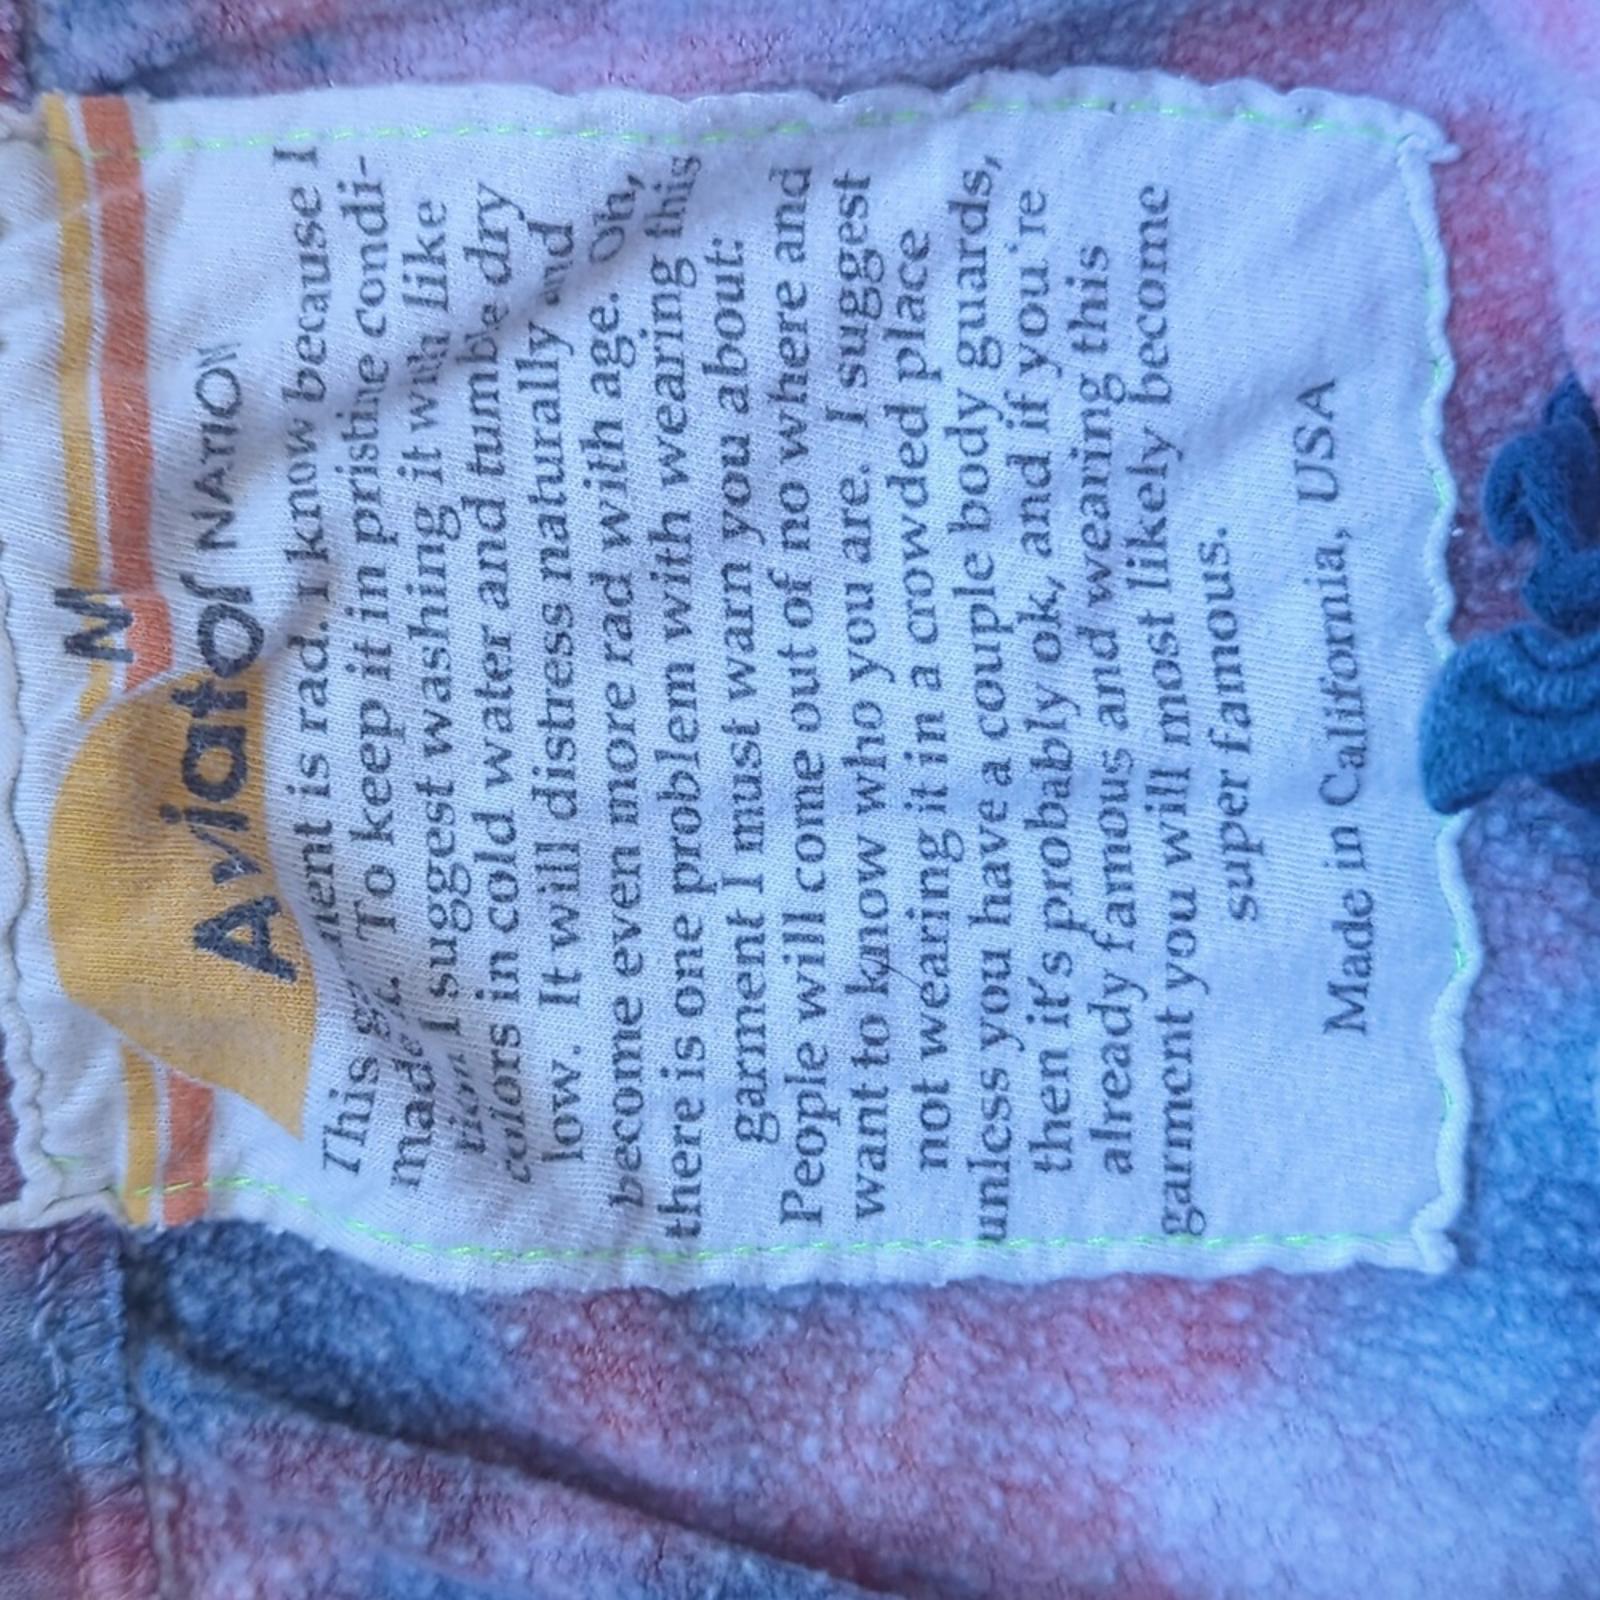 M
Aviator NATION
This garment is rad. I know because I
made it. To keep it in pristine condi-
tion I suggest washing it with like
colors in cold water and tumble dry
low. It will distress naturally and
become even more rad with age. Oh,
there is one problem with wearing this
garment I must warn you about:
People will come out of no where and
want to know who you are. I suggest
not wearing it in a crowded place
unless you have a couple body guards,
then it's probably ok, and if you're
already famous and wearing this
garment you will most likely become
super famous.
Made in California, USA